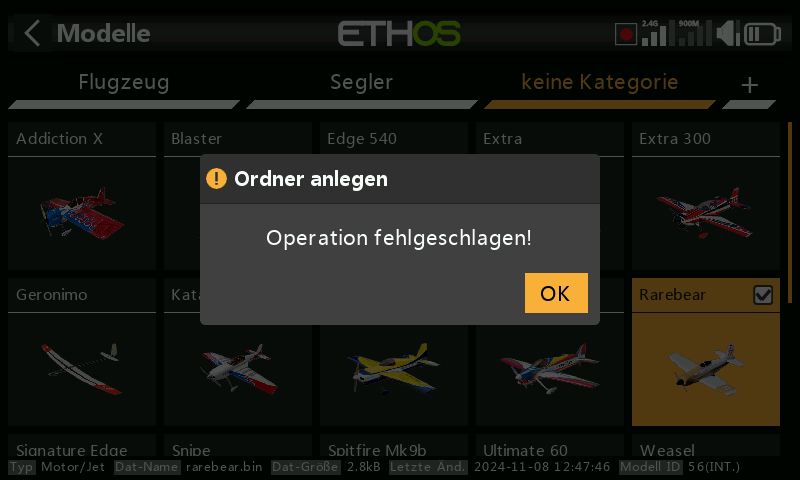 Modelle
ETHOS
2.4G
900M
Flugzeug
Segler
keine Kategorie
+
Addiction X
Blaster
Edge 540
Extra
Extra 300
Ordner anlegen
Operation fehlgeschlagen!
OK
Geronimo
Kata
Rarebear
Signature Edge
Snipe
Spitfire Mk9b
Ultimate 60
Weasel
Typ Motor/Jet Dat-Name rarebear.bin Dat-Größe 2.8kB Letzte Änd. 2024-11-08 12:47:46 Modell ID 56(INT.)